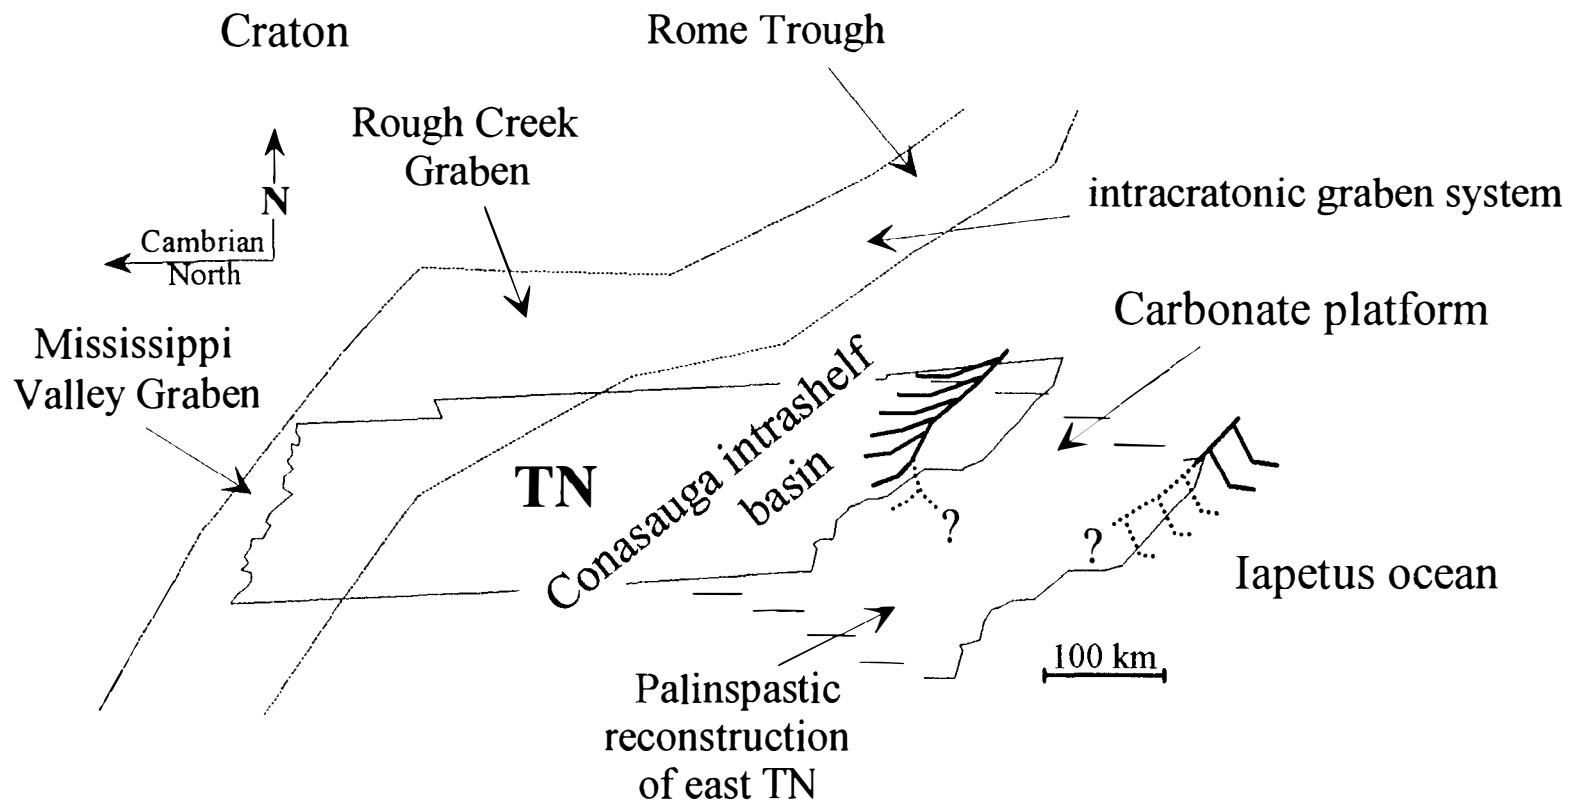 Craton
Rome Trough
Rough Creek
Graben
N
intracratonic graben system
Cambrian
North
Carbonate platform
Mississippi
Valley Graben
TN
Conasauga intrashelf
basin
?
?
Iapetus ocean
100 km
Palinspastic
reconstruction
of east TN